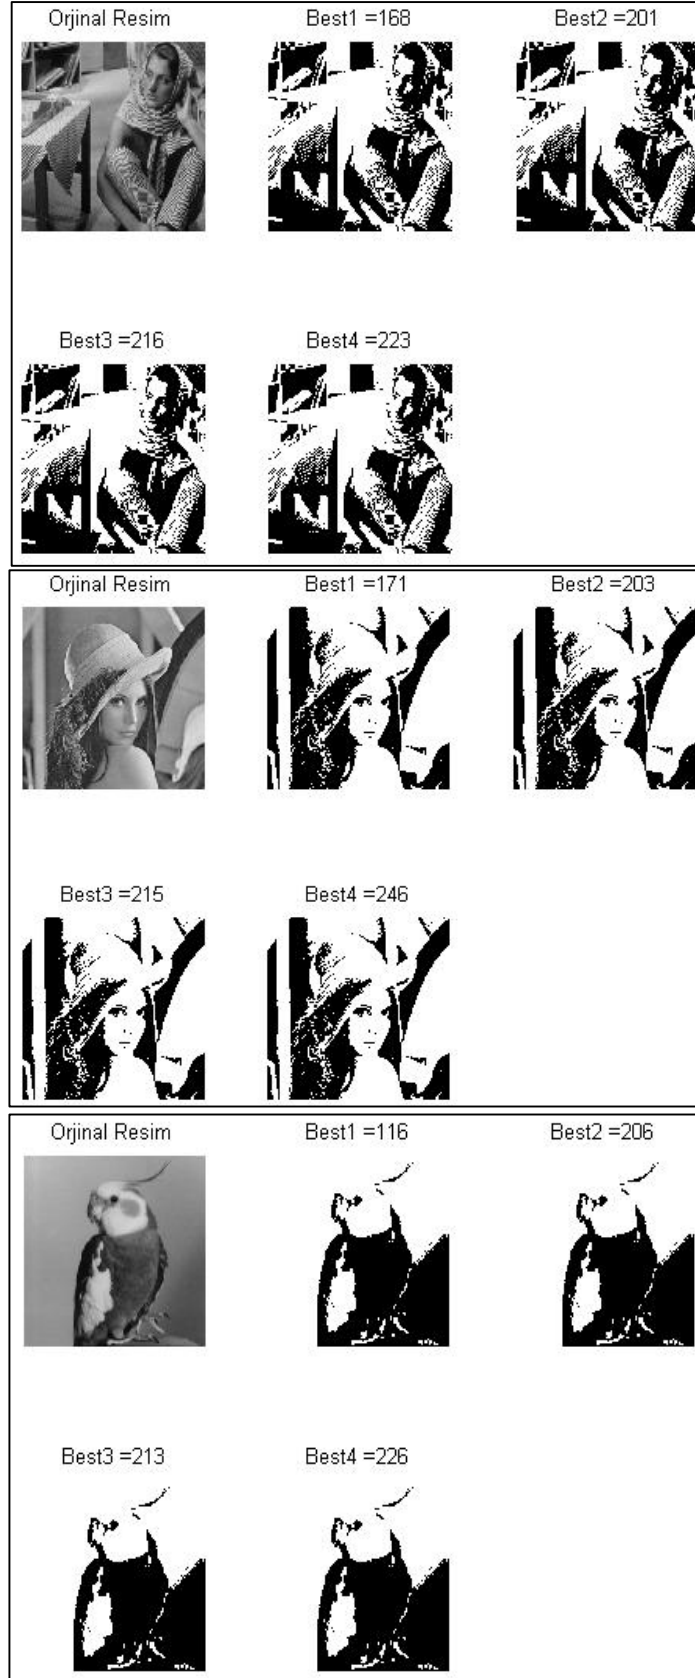 Orjinal Resim
Best1 =168
Best2 =201
Best3 =216
Best4 =223
Orjinal Resim
Best1 =171
Best2 =203
Best3 =215
Best4 =246
Orjinal Resim
Best1 =116
Best2 =206
Best3 =213
Best4 =226